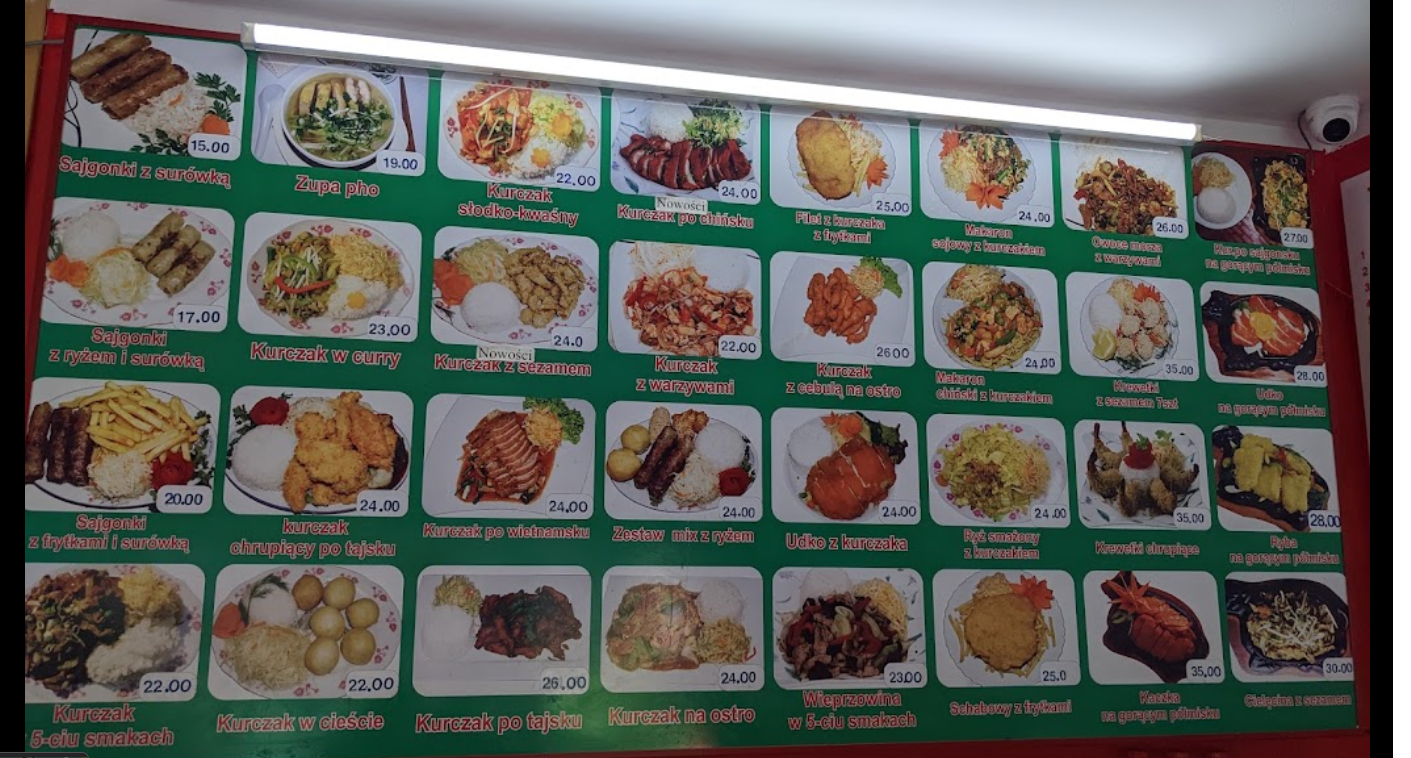 15.00
Sajgonki z surówką
19.00
Zupa pho
22.00
Kurczak
słodko-kwaśny
24.00
Nowości
Kurczak po chińsku
25.00
Filet z kurczaka
z frytkami
24.00
Makaron
sojowy z kurczakiem
26.00
Owoce morza
z warzywami
27.00
Kur.po sajgonsku
na gorącym półmisku
17.00
Sajgonki
z ryżem i surówką
23,00
Kurczak w curry
24.0
Nowości
Kurczak z sezamem
22.00
Kurczak
z warzywami
26 00
Kurczak
z cebulą na ostro
24,00
Makaron
chiński z kurczakiem
35.00
Krewetki
z sezamem 7szt
28.00
Udko
na gorącym półmisku
20.00
Sajgonki
z frytkami i surówką
24.00
kurczak
chrupiący po tajsku
24,00
Kurczak po wietnamsku
24.00
Zestaw mix z ryżem
24.00
Udko z kurczaka
24.00
Ryż smażony
z kurczakiem
35,00
Krewetki chrupiące
28,00
Ryba
na gorącym półmisku
22.00
Kurczak
5-ciu smakach
22,00
Kurczak w cieście
26,00
Kurczak po tajsku
24,00
Kurczak na ostro
23,00
Wieprzowina
w 5-ciu smakach
25.0
Schabowy z frytkami
35,00
Kaczka
na gorącym półmisku
30.00
Cielęcina z sezamem